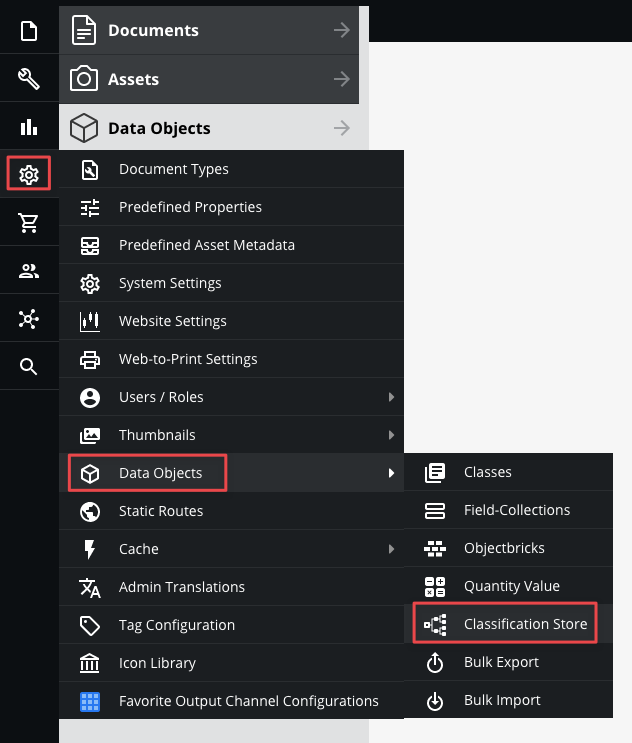 Documents
Assets
Data Objects
Document Types
Predefined Properties
Predefined Asset Metadata
System Settings
Website Settings
Web-to-Print Settings
Users / Roles
Thumbnails
Data Objects
Static Routes
Cache
Admin Translations
Tag Configuration
Icon Library
Favorite Output Channel Configurations
Classes
Field-Collections
Objectbricks
Quantity Value
Classification Store
Bulk Export
Bulk Import